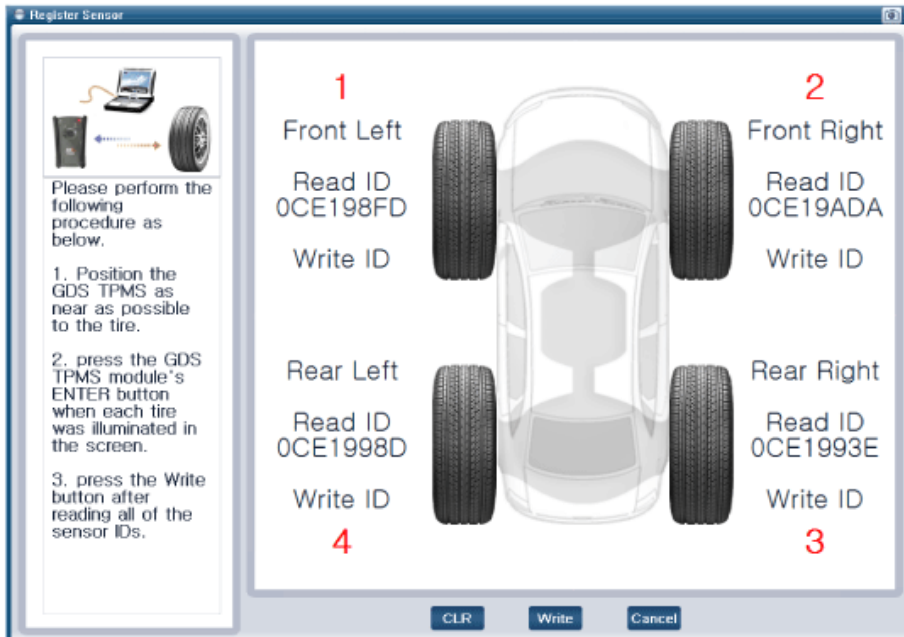 Register Sensor
Please perform the
following
procedure as
below.
1. Position the
GDS TPMS as
near as possible
to the tire.
2. press the GDS
TPMS module's
ENTER button
when each tire
was illuminated in
the screen.
3. press the Write
button after
reading all of the
sensor IDs.
1
Front Left
Read ID
0CE198FD
Write ID
2
Front Right
Read ID
0CE19ADA
Write ID
Rear Left
Read ID
0CE1998D
Write ID
4
Rear Right
Read ID
0CE1993E
Write ID
3
CLR
Write
Cancel